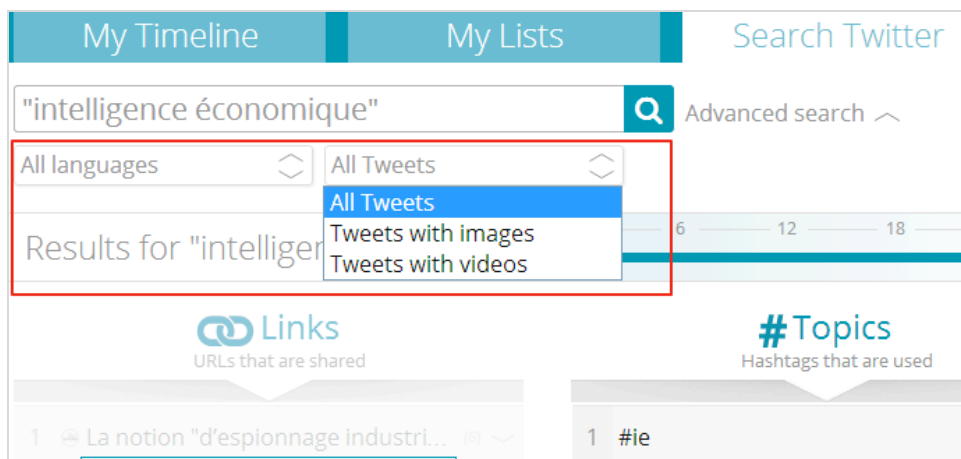 My Timeline My Lists Search Twitter
"intelligence économique" Advanced search
All languages All Tweets
All Tweets
Tweets with images
Tweets with videos
Results for "intelliger 6 12 18
Links
URLs that are shared
#Topics
Hashtags that are used
1 La notion "d'espionnage industri... (6)
1 #ie